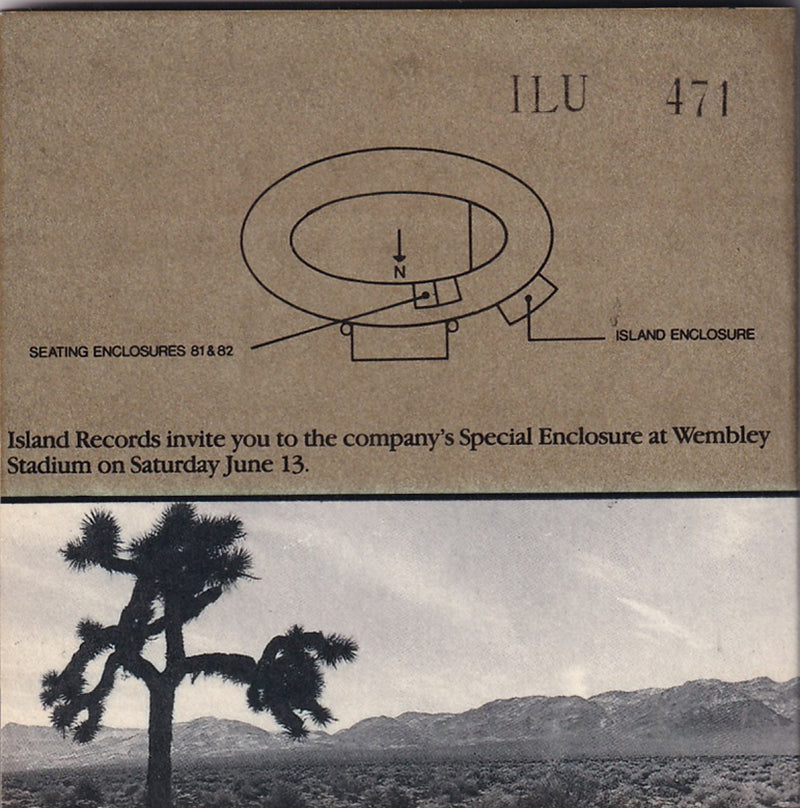 ILU 471
N
SEATING ENCLOSURES 81&82
ISLAND ENCLOSURE
Island Records invite you to the company's Special Enclosure at Wembley
Stadium on Saturday June 13.